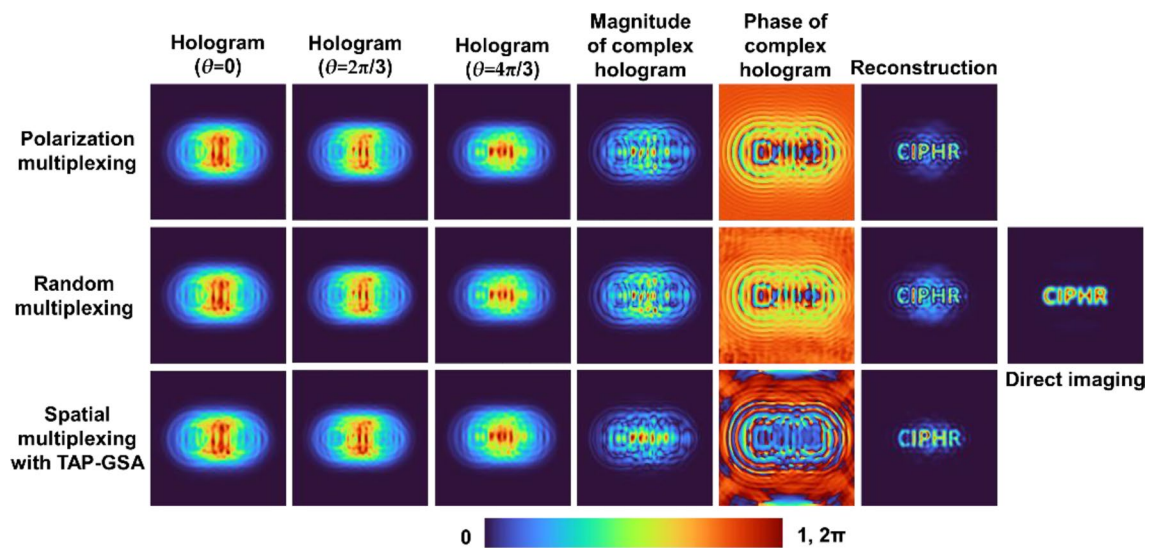 Hologram
(θ=0)
Hologram
(θ=2π/3)
Hologram
(θ=4π/3)
Magnitude
of complex
hologram
Phase of
complex
hologram
Reconstruction
Polarization
multiplexing
CIPHR
Random
multiplexing
CIPHR
CIPHR
Direct imaging
Spatial
multiplexing
with TAP-GSA
CIPHR
0
1, 2π